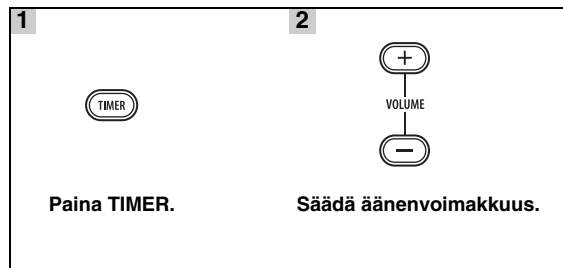 1
TIMER
Paina TIMER.
2
+
VOLUME
−
Säädä äänenvoimakkuus.